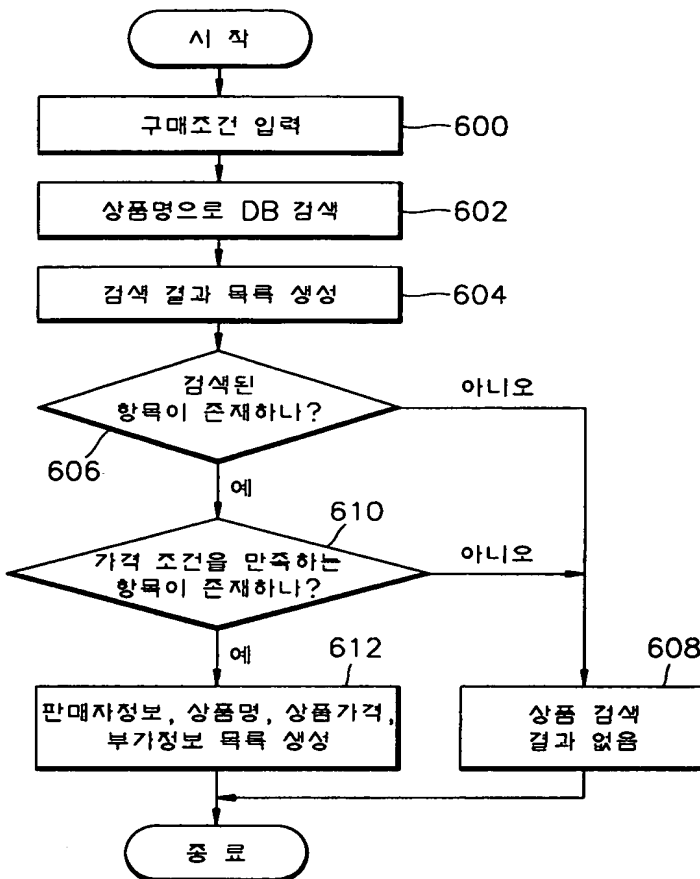 시 작
구매조건 입력
600
상품명으로 DB 검색
602
검색 결과 목록 생성
604
검색된
항목이 존재하나?
아니오
606
예
610
가격 조건을 만족하는
항목이 존재하나?
아니오
예
612
608
판매자정보, 상품명, 상품가격,
부가정보 목록 생성
상품 검색
결과 없음
종 료